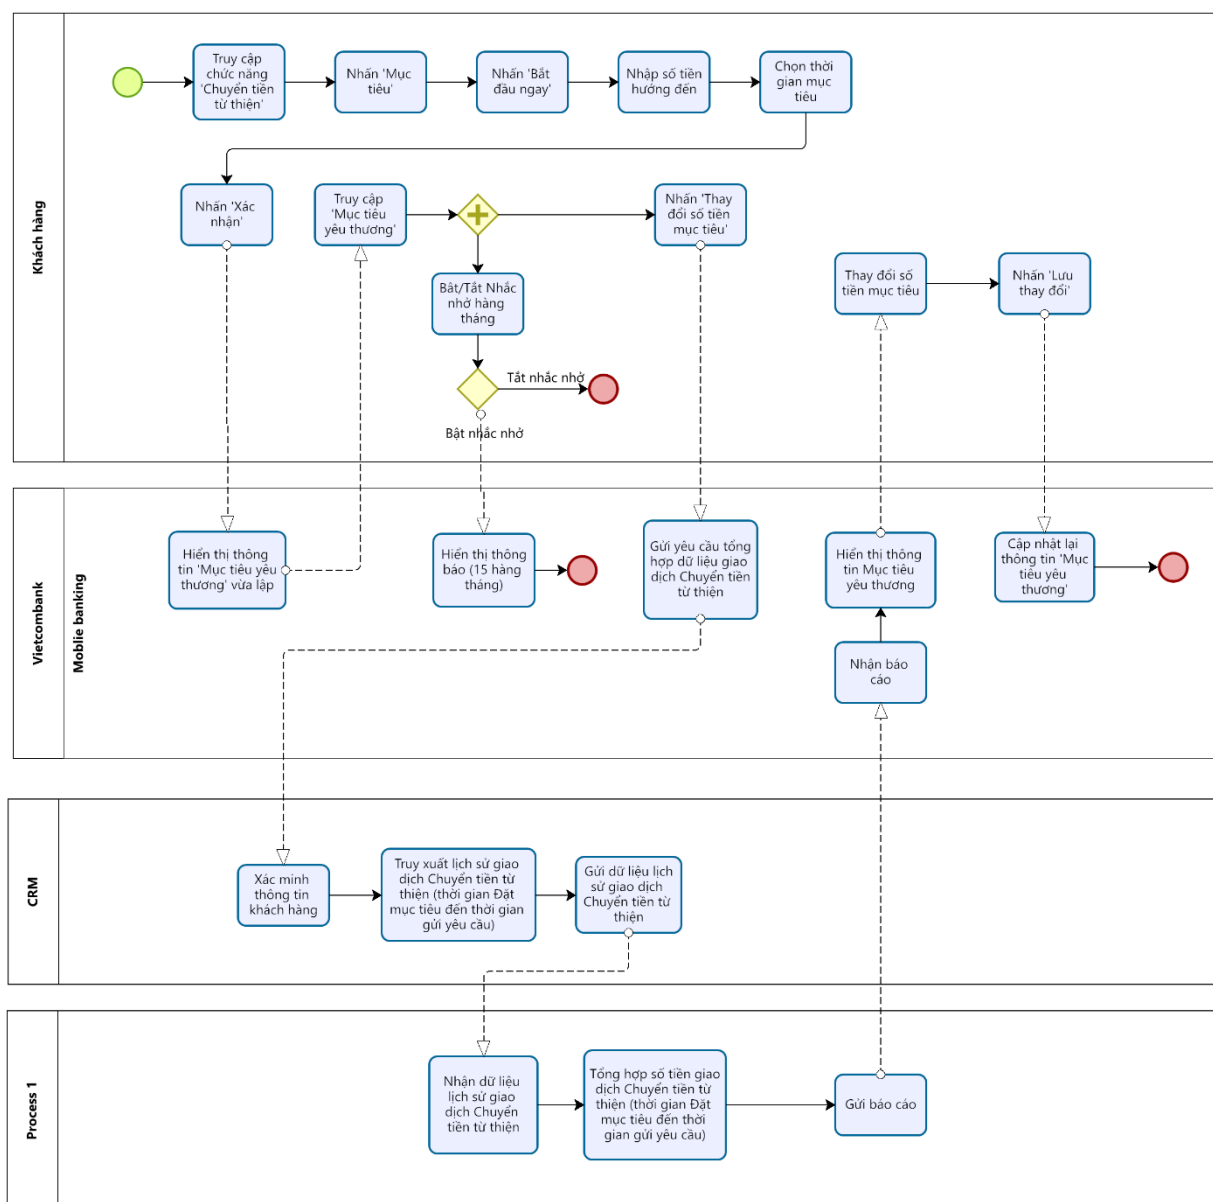 Khách hàng
Truy cập
chức năng
'Chuyển tiền
từ thiện'
Nhấn 'Mục
tiêu'
Nhấn 'Bắt
đầu ngay'
Nhập số tiền
hướng đến
Chọn thời
gian mục
tiêu
Nhấn 'Xác
nhận'
Truy cập
'Mục tiêu
yêu thương'
Nhấn 'Thay
đổi số tiền
mục tiêu'
Bât/Tắt Nhắc
nhớ hàng
tháng
Tắt nhắc nhở
Bật nhắc nhở
Thay đổi số
tiền mục tiêu
Nhấn 'Lưu
thay đổi'
Vietcombank
Moblie banking
Hiển thị thông
tin 'Mục tiêu yêu
thương' vừa lập
Hiển thị thông
báo (15 hàng
tháng)
Gửi yêu cầu tổng
hợp dữ liệu giao
dịch Chuyển tiền
từ thiện
Hiển thị thông
tin Mục tiêu
yêu thương
Cập nhật lại
thông tin 'Mục
tiêu yêu
thương'
Nhận báo
cáo
CRM
Xác minh
thông tin
khách hàng
Truy xuất lịch sử giao
dịch Chuyển tiền từ
thiện (thời gian Đặt
mục tiêu đến thời gian
gửi yêu cầu)
Gửi dữ liệu lịch
sử giao dịch
Chuyển tiền từ
thiện
Process 1
Nhận dữ liệu
lịch sử giao
dịch Chuyển
tiền từ thiện
Tổng hợp số tiền giao
dịch Chuyển tiền từ
thiện (thời gian Đặt
mục tiêu đến thời
gian gửi yêu cầu)
Gửi báo cáo